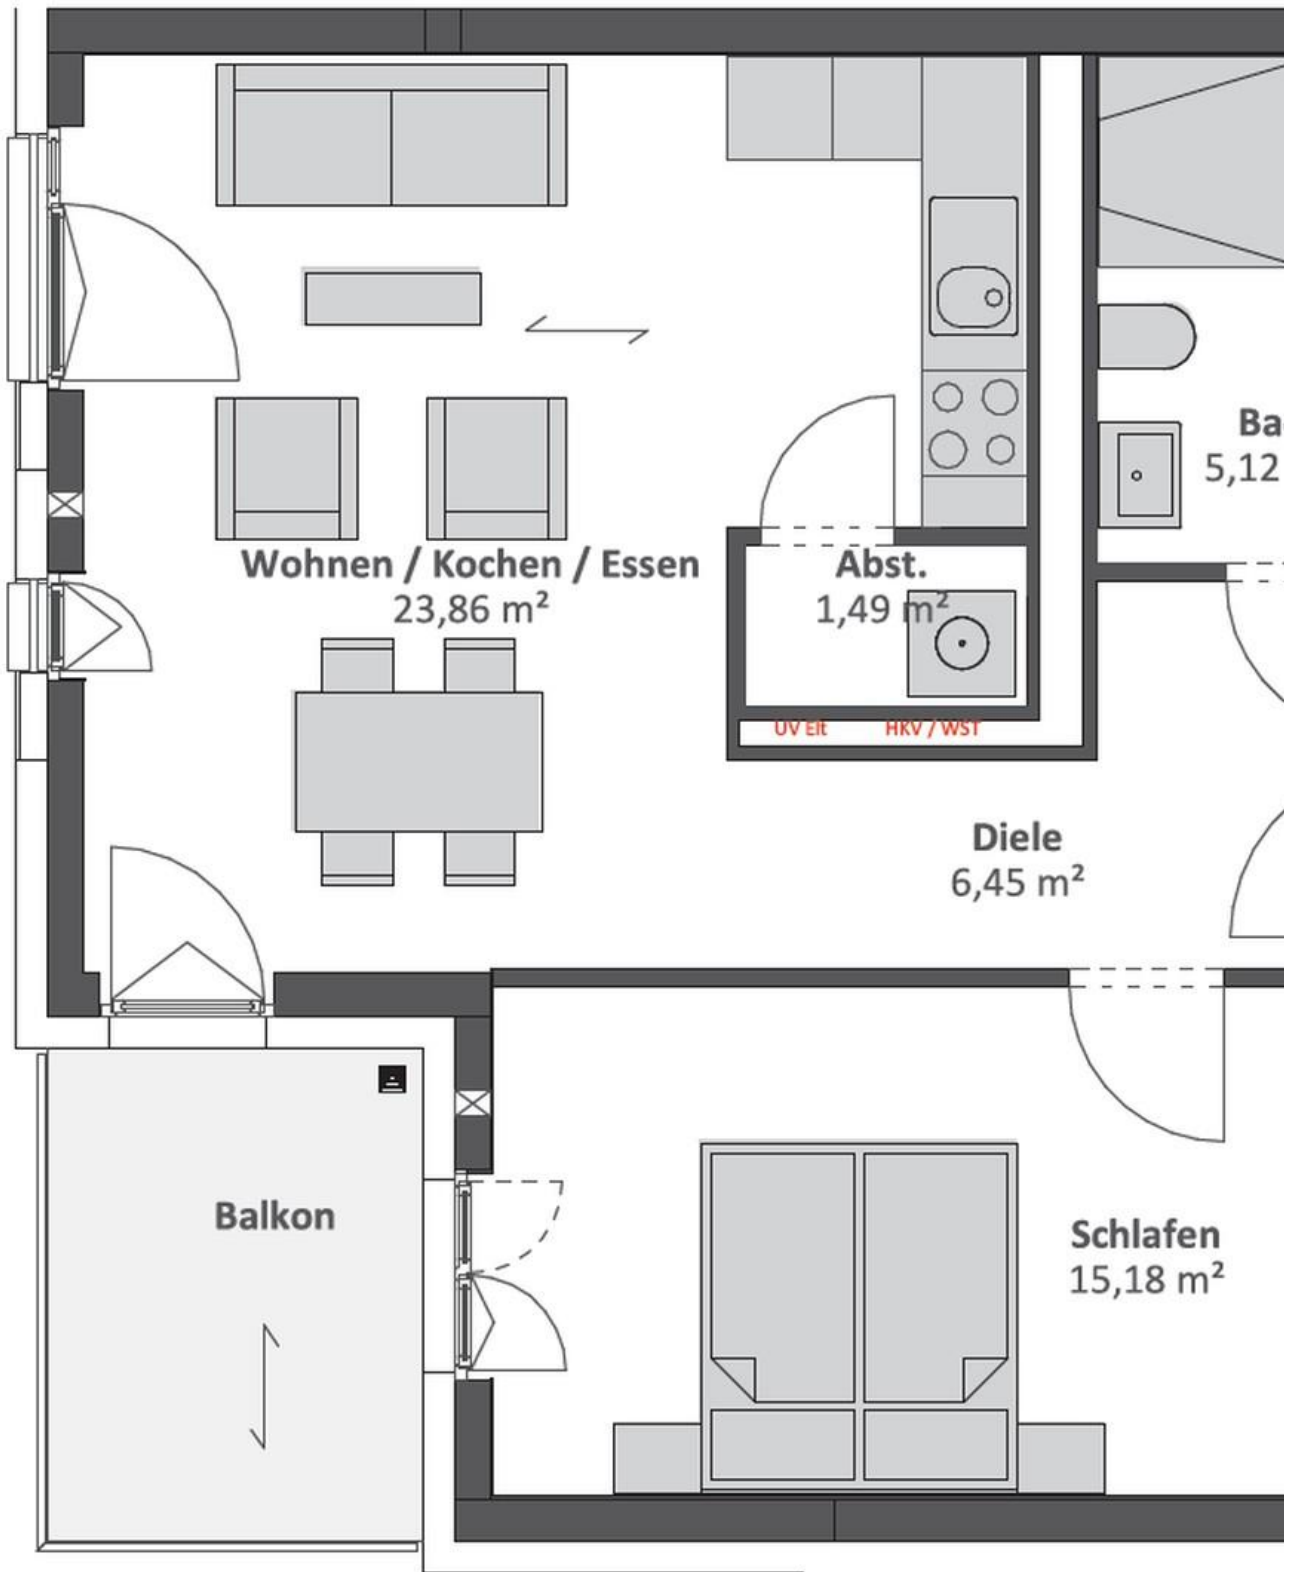 Ba
5,12
Wohnen / Kochen / Essen
23,86 m²
Abst.
1,49 m²
UV Elt
HKV / WST
Diele
6,45 m²
Balkon
Schlafen
15,18 m²